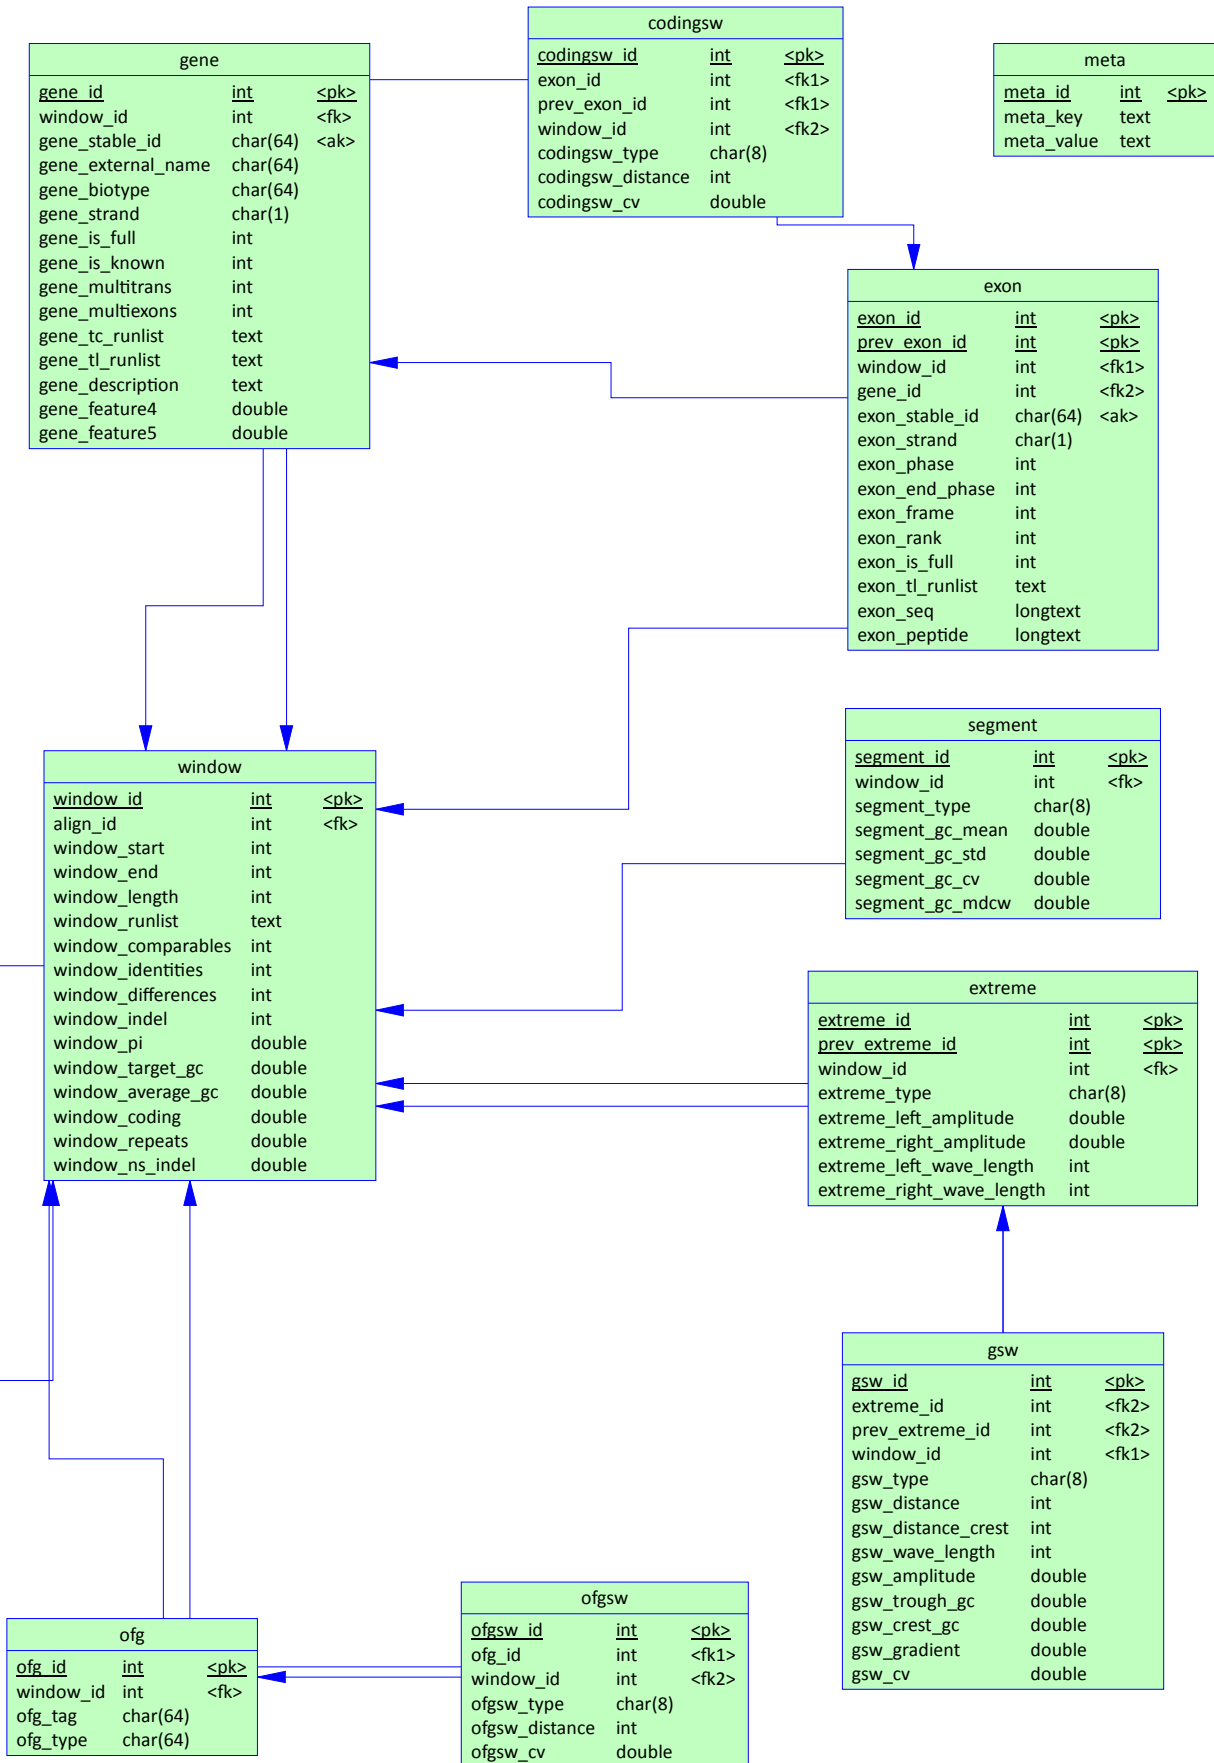 codingsw
codingsw_id int <pk>
exon_id int <fk1>
prev_exon_id int <fk1>
window_id int <fk2>
codingsw_type char(8)
codingsw_distance int
codingsw_cv double
gene
gene_id int <pk>
window_id int <fk>
gene_stable_id char(64) <ak>
gene_external_name char(64)
gene_biotype char(64)
gene_strand char(1)
gene_is_full int
gene_is_known int
gene_multitrans int
gene_multiexons int
gene_tc_runlist text
gene_tl_runlist text
gene_description text
gene_feature4 double
gene_feature5 double
meta
meta_id int <pk>
meta_key text
meta_value text
exon
exon_id int <pk>
prev_exon_id int <pk>
window_id int <fk1>
gene_id int <fk2>
exon_stable_id char(64) <ak>
exon_strand char(1)
exon_phase int
exon_end_phase int
exon_frame int
exon_rank int
exon_is_full int
exon_tl_runlist text
exon_seq longtext
exon_peptide longtext
segment
segment_id int <pk>
window_id int <fk>
segment_type char(8)
segment_gc_mean double
segment_gc_std double
segment_gc_cv double
segment_gc_mdcw double
window
window_id int <pk>
align_id int <fk>
window_start int
window_end int
window_length int
window_runlist text
window_comparables int
window_identities int
window_differences int
window_indel int
window_pi double
window_target_gc double
window_average_gc double
window_coding double
window_repeats double
window_ns_indel double
extreme
extreme_id int <pk>
prev_extreme_id int <pk>
window_id int <fk>
extreme_type char(8)
extreme_left_amplitude double
extreme_right_amplitude double
extreme_left_wave_length int
extreme_right_wave_length int
gsw
gsw_id int <pk>
extreme_id int <fk2>
prev_extreme_id int <fk2>
window_id int <fk1>
gsw_type char(8)
gsw_distance int
gsw_distance_crest int
gsw_wave_length int
gsw_amplitude double
gsw_trough_gc double
gsw_crest_gc double
gsw_gradient double
gsw_cv double
ofgsw
ofgsw_id int <pk>
ofg_id int <fk1>
window_id int <fk2>
ofgsw_type char(8)
ofgsw_distance int
ofgsw_cv double
ofg
ofg_id int <pk>
window_id int <fk>
ofg_tag char(64)
ofg_type char(64)